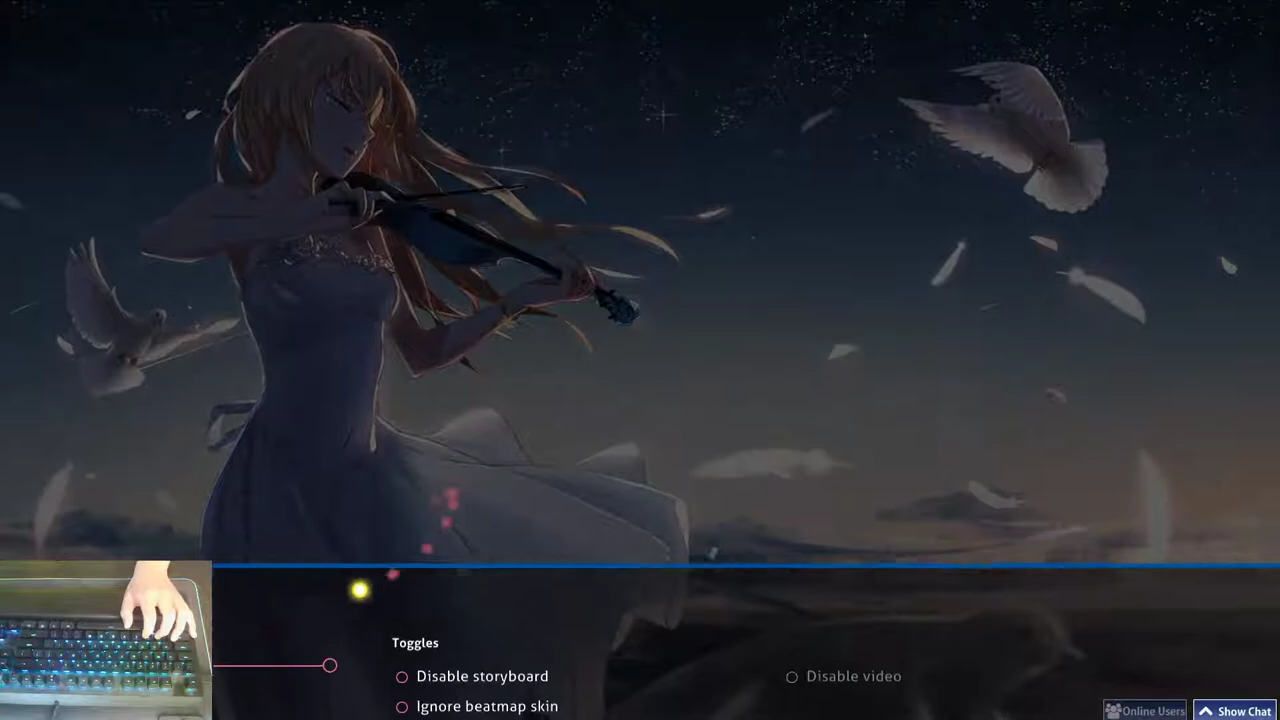 Toggles
Disable storyboard
Disable video
Ignore beatmap skin
Online Users
Show Chat